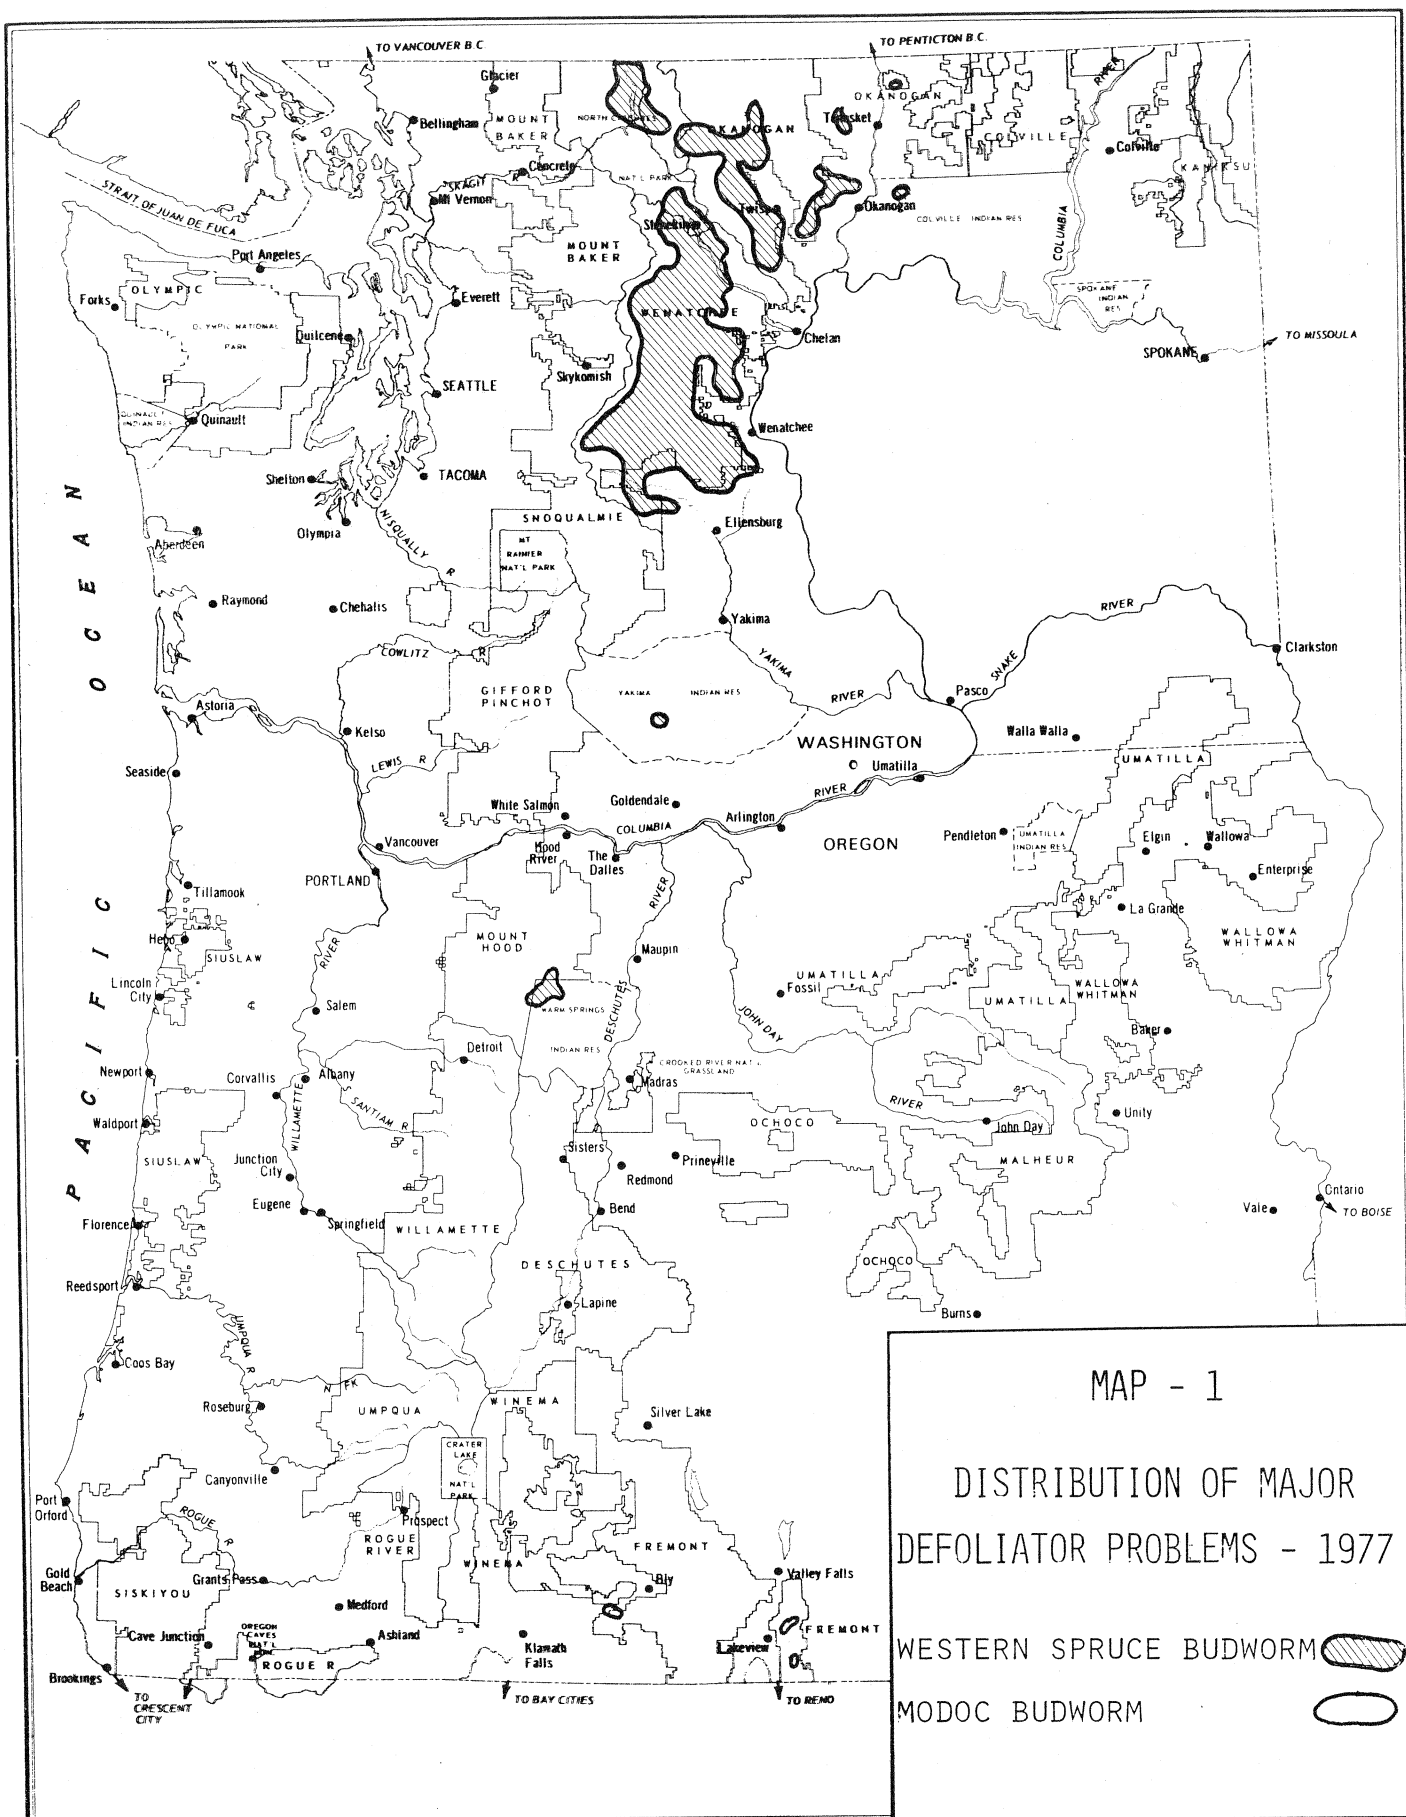 TO VANCOUVER B.C.
TO PENTICTON B.C.
Glacier
MOUNT
BAKER
Bellingham
OKANOGAN
OKANOGAN
COLVILLE
RIVER
Colville
KANIKSU
Concrete
SKAGIT R
Mt Vernon
NAT'L PARK
Twisp
Okanogan
COLVILLE INDIAN RES
COLUMBIA
STRAIT OF JUAN DE FUCA
MOUNT
BAKER
Port Angeles
OLYMPIC
Forks
Everett
OLYMPIC NATIONAL
PARK
Quilcene
WENATCHEE
Chelan
SPOKANE
INDIAN
RES
SPOKANE
TO MISSOULA
Skykomish
SEATTLE
QUINAULT
INDIAN RES
Quinault
Wenatchee
Shelton
TACOMA
Olympia
NISQUALLY R
SNOQUALMIE
Ellensburg
MT
RAINIER
NAT'L PARK
Aberdeen
Raymond
Chehalis
Yakima
YAKIMA RIVER
SNAKE RIVER
Clarkston
COWLITZ R
GIFFORD
PINCHOT
YAKIMA INDIAN RES
Pasco
Astoria
Kelso
LEWIS R
WASHINGTON
Walla Walla
UMATILLA
Seaside
Umatilla
White Salmon
Goldendale
Arlington
COLUMBIA RIVER
Vancouver
Hood
River
The
Dalles
OREGON
Pendleton
UMATILLA
INDIAN RES
Elgin
Wallowa
Enterprise
PORTLAND
Tillamook
La Grande
PACIFIC OCEAN
Hebo
SIUSLAW
MOUNT
HOOD
Maupin
RIVER
WALLOWA
WHITMAN
Lincoln
City
RIVER
Salem
UMATILLA
Fossil
UMATILLA
WALLOWA
WHITMAN
WARM SPRINGS
INDIAN RES
DESCHUTES
JOHN DAY
Baker
Detroit
Newport
Corvallis
Albany
CROOKED RIVER NAT'L
GRASSLAND
Madras
Waldport
WILLAMETTE
SANTIAM R
OCHOCO
RIVER
John Day
Unity
SIUSLAW
Junction
City
Sisters
Redmond
Prineville
MALHEUR
Eugene
Springfield
WILLAMETTE
Bend
Vale
Ontario
TO BOISE
Florence
DESCHUTES
OCHOCO
Reedsport
Lapine
Burns
UMPQUA R
Coos Bay
N FK
Roseburg
UMPQUA
WINEMA
Silver Lake
CRATER
LAKE
NAT'L
PARK
Canyonville
Port
Orford
ROGUE R
Prospect
ROGUE
RIVER
WINEMA
FREMONT
Gold
Beach
SISKIYOU
Grants Pass
Bly
Valley Falls
Medford
OREGON
CAVES
NAT'L
Cave Junction
Ashland
ROGUE R
Klamath
Falls
Lakeview
FREMONT
Brookings
TO
CRESCENT
CITY
TO BAY CITIES
TO RENO
MAP - 1
DISTRIBUTION OF MAJOR
DEFOLIATOR PROBLEMS - 1977
WESTERN SPRUCE BUDWORM
MODOC BUDWORM